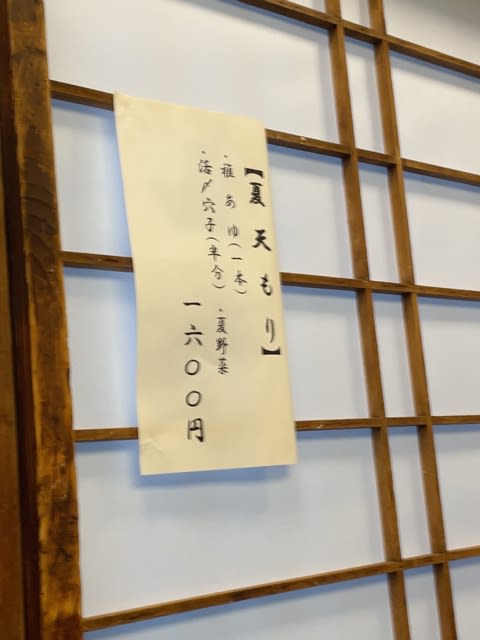 【夏天もり】
・稚あゆ(一本)・夏野菜
・活〆穴子(半分)
一六〇〇円